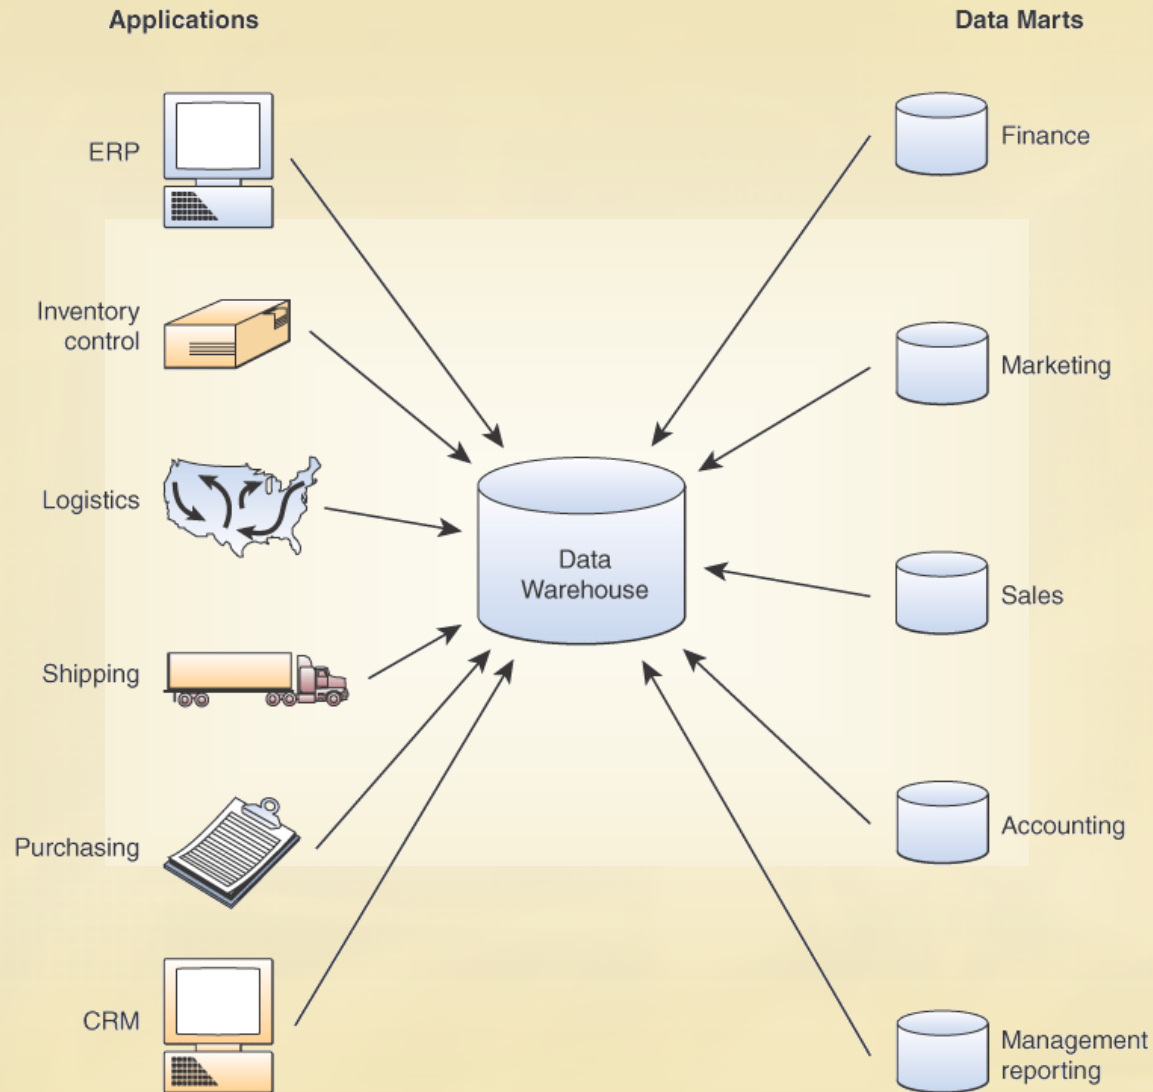 Applications
Data Marts
ERP
Finance
Inventory
control
Marketing
Logistics
Data
Warehouse
Sales
Shipping
Purchasing
Accounting
CRM
Management
reporting